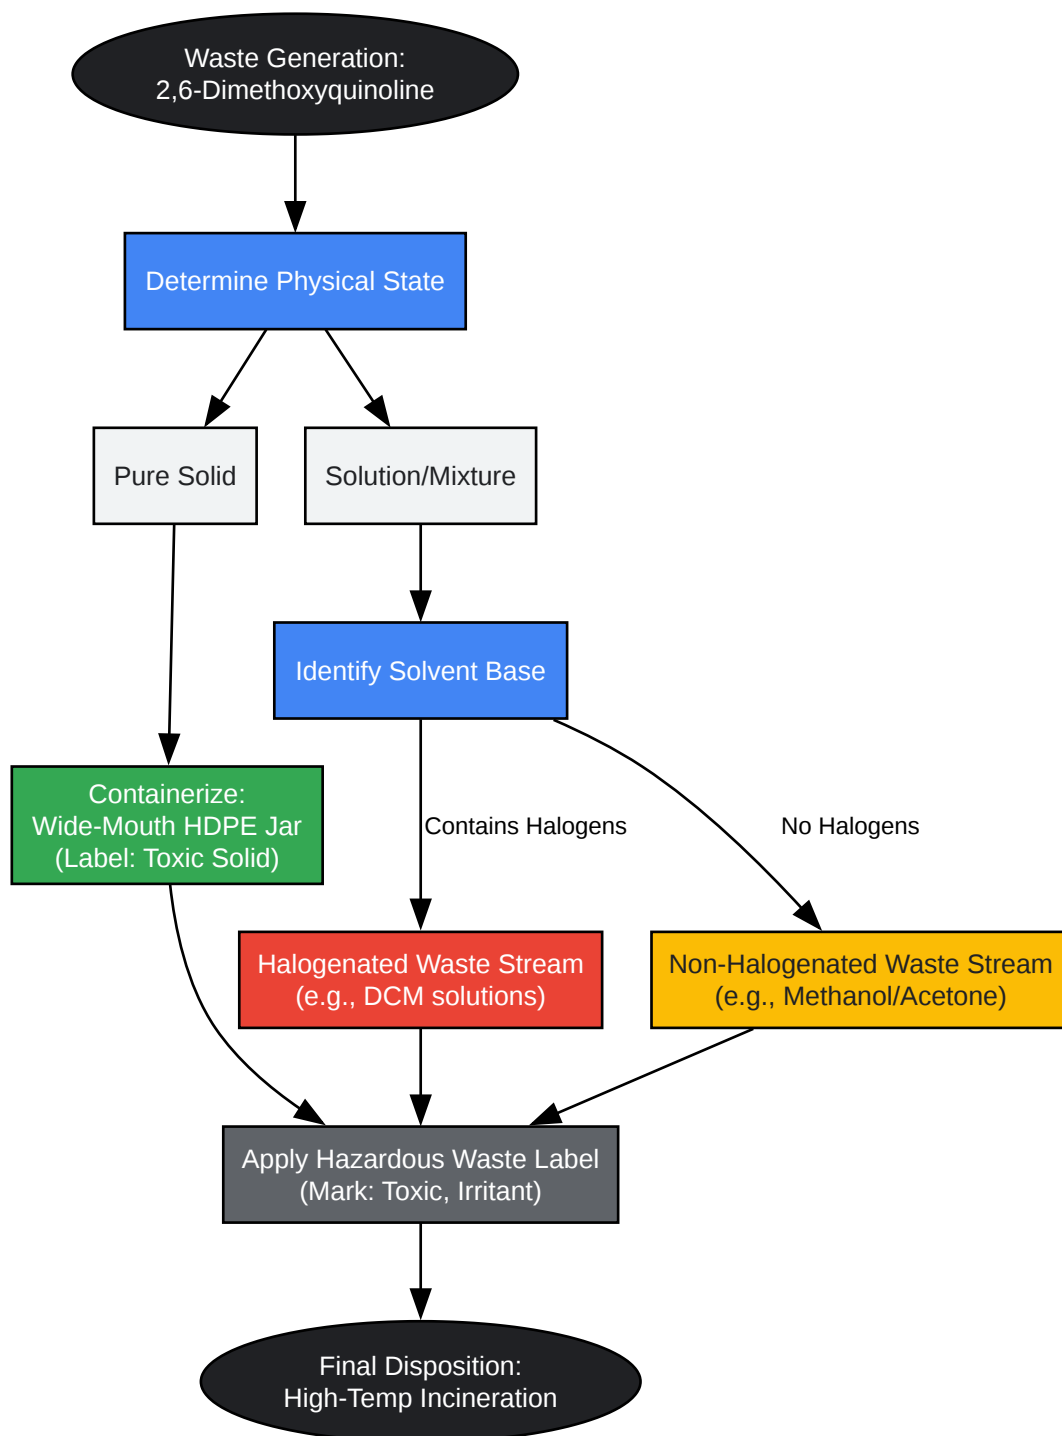 Waste Generation:
2,6-Dimethoxyquinoline
Determine Physical State
Pure Solid
Solution/Mixture
Identify Solvent Base
Containerize:
Wide-Mouth HDPE Jar
(Label: Toxic Solid)
Contains Halogens
No Halogens
Halogenated Waste Stream
(e.g., DCM solutions)
Non-Halogenated Waste Stream
(e.g., Methanol/Acetone)
Apply Hazardous Waste Label
(Mark: Toxic, Irritant)
Final Disposition:
High-Temp Incineration